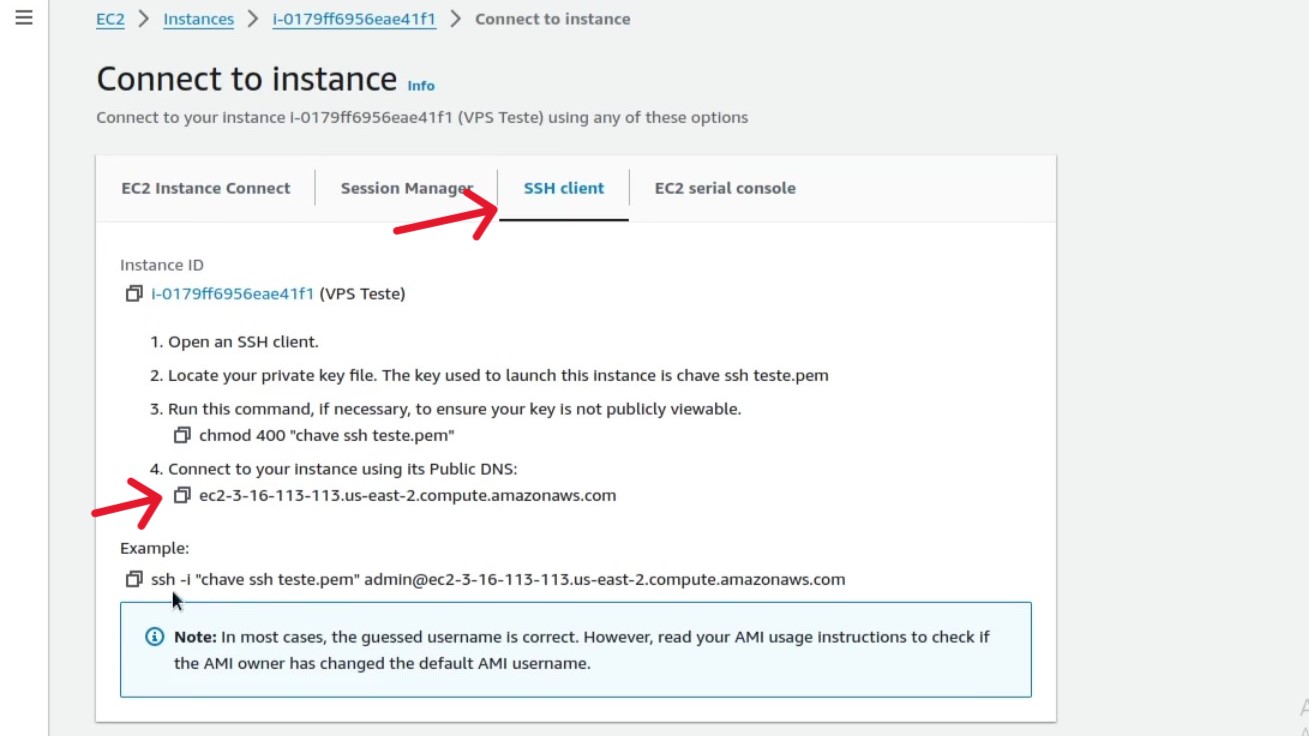 EC2 > Instances > i-0179ff6956eae41f1 > Connect to instance
Connect to instance Info
Connect to your instance i-0179ff6956eae41f1 (VPS Teste) using any of these options
EC2 Instance Connect Session Manager SSH client EC2 serial console
Instance ID
i-0179ff6956eae41f1 (VPS Teste)
1. Open an SSH client.
2. Locate your private key file. The key used to launch this instance is chave ssh teste.pem
3. Run this command, if necessary, to ensure your key is not publicly viewable.
chmod 400 "chave ssh teste.pem"
4. Connect to your instance using its Public DNS:
ec2-3-16-113-113.us-east-2.compute.amazonaws.com
Example:
ssh -i "chave ssh teste.pem" admin@ec2-3-16-113-113.us-east-2.compute.amazonaws.com
Note: In most cases, the guessed username is correct. However, read your AMI usage instructions to check if
the AMI owner has changed the default AMI username.